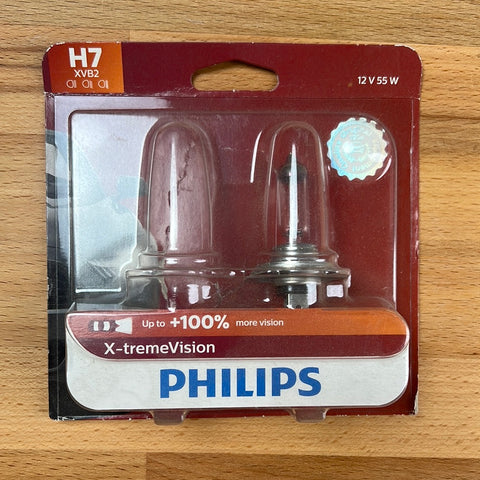 H7
XVB2
12 V 55 W
Up to +100% more vision
X-tremeVision
PHILIPS